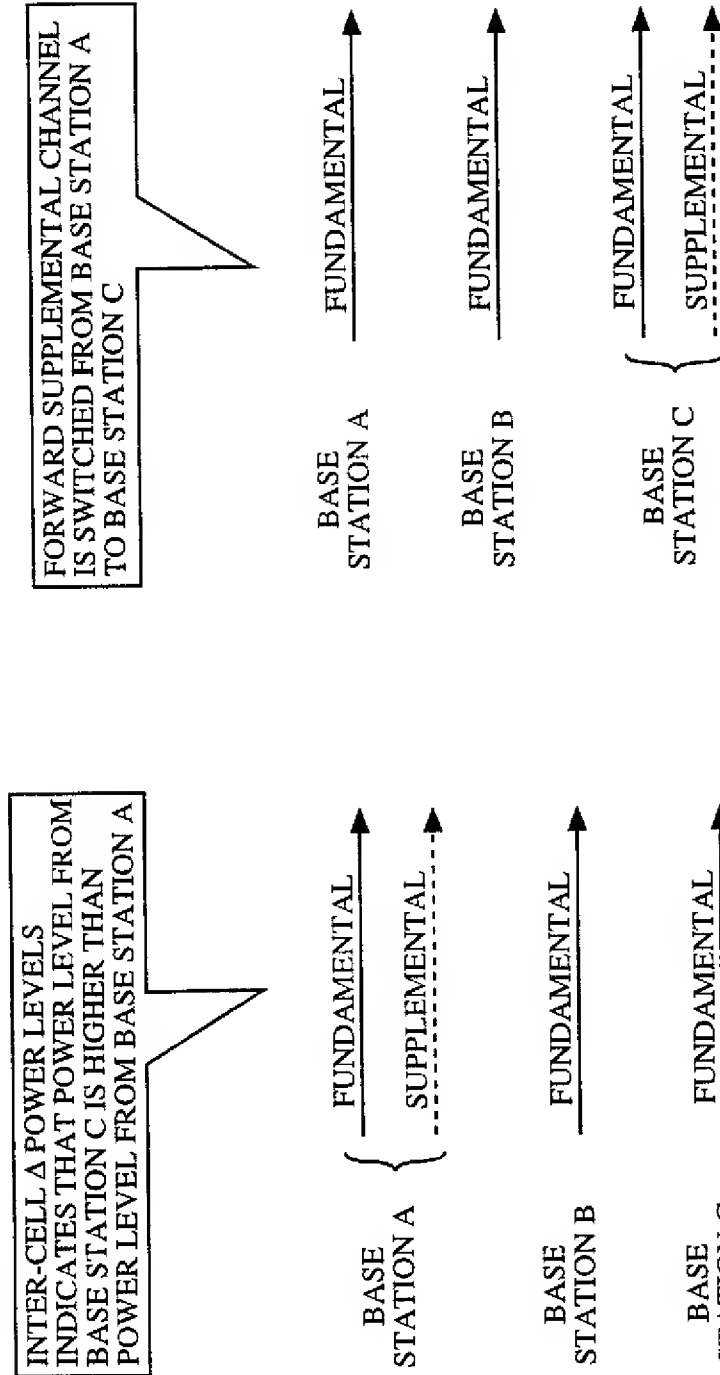 INTER-CELL Δ POWER LEVELS
INDICATES THAT POWER LEVEL FROM
BASE STATION C IS HIGHER THAN
POWER LEVEL FROM BASE STATION A
BASE
STATION A
FUNDAMENTAL
SUPPLEMENTAL
BASE
STATION B
FUNDAMENTAL
BASE
FUNDAMENTAL
FORWARD SUPPLEMENTAL CHANNEL
IS SWITCHED FROM BASE STATION A
TO BASE STATION C
BASE
STATION A
FUNDAMENTAL
BASE
STATION B
FUNDAMENTAL
BASE
STATION C
FUNDAMENTAL
SUPPLEMENTAL